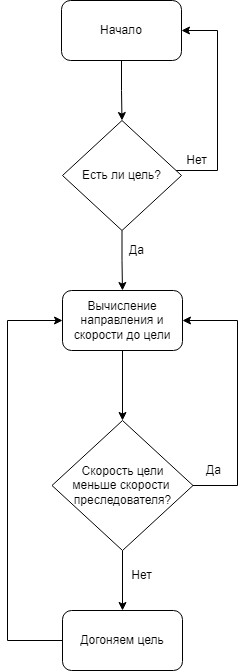 Начало
Есть ли цель?
Нет
Да
Вычисление
направления и
скорости до цели
Скорость цели
меньше скорости
преследователя?
Да
Нет
Догоняем цель